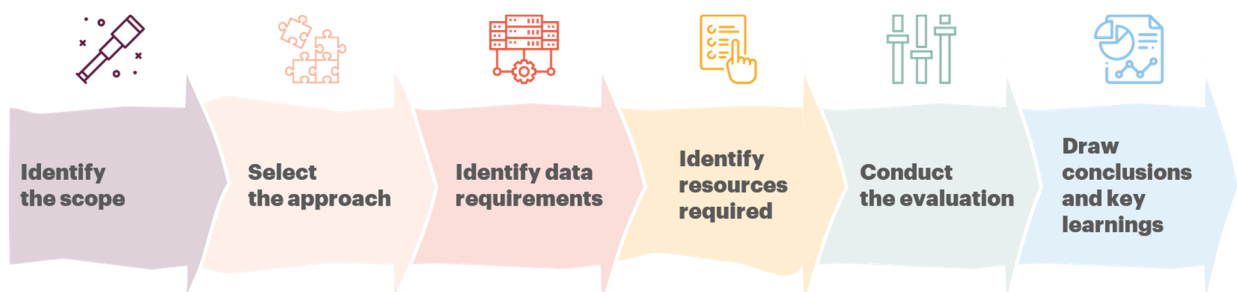 Identify
the scope
Select
the approach
Identify data
requirements
Identify
resources
required
Conduct
the evaluation
Draw
conclusions
and key
learnings